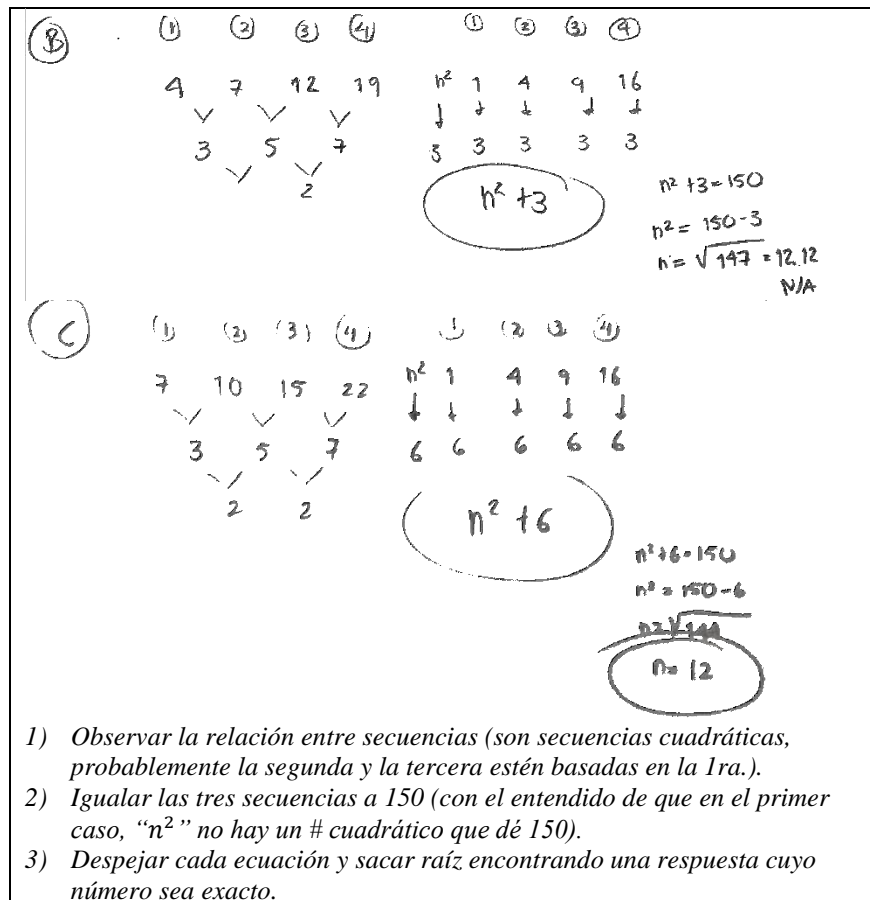 B (1) (2) (3) (4) (1) (2) (3) (4)
4 7 12 19 n² 1 4 9 16
3 5 7 3 3 3 3 3
2
n² + 3
n² + 3 = 150
n² = 150 - 3
n = √147 = 12.12
N/A
C (1) (2) (3) (4) (1) (2) (3) (4)
7 10 15 22 n² 1 4 9 16
3 5 7 6 6 6 6 6
2 2
n² + 6
n² + 6 = 150
n² = 150 - 6
n = √144
n = 12
1) Observar la relación entre secuencias (son secuencias cuadráticas,
probablemente la segunda y la tercera estén basadas en la 1ra.).
2) Igualar las tres secuencias a 150 (con el entendido de que en el primer
caso, “n²” no hay un # cuadrático que dé 150).
3) Despejar cada ecuación y sacar raíz encontrando una respuesta cuyo
número sea exacto.